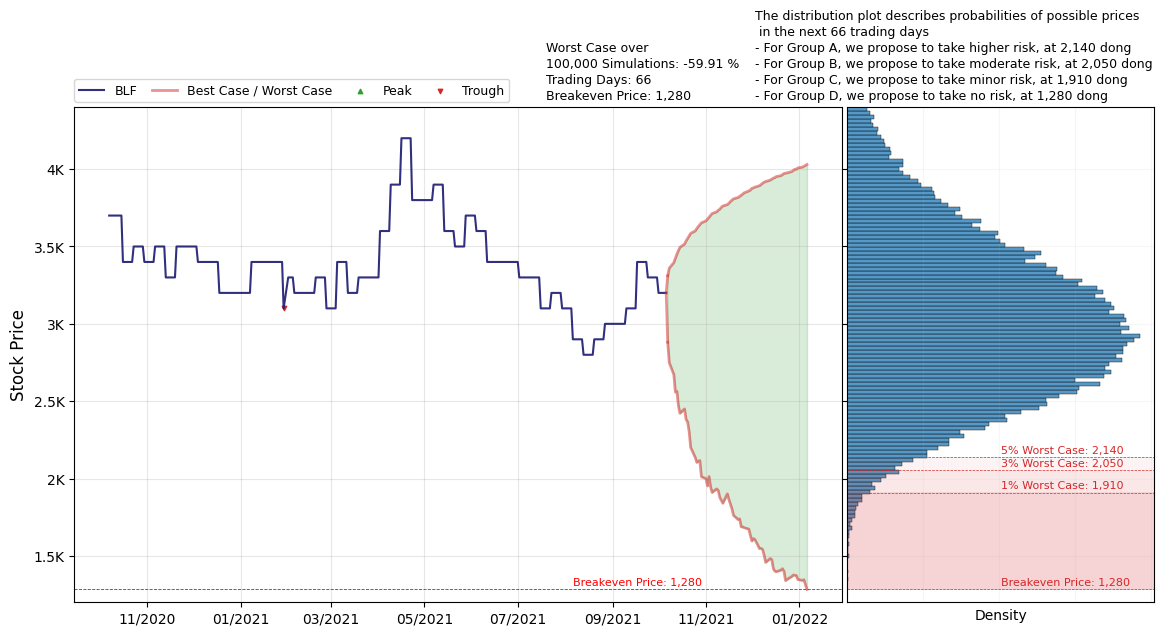 The distribution plot describes probabilities of possible prices
in the next 66 trading days
- For Group A, we propose to take higher risk, at 2,140 dong
- For Group B, we propose to take moderate risk, at 2,050 dong
- For Group C, we propose to take minor risk, at 1,910 dong
- For Group D, we propose to take no risk, at 1,280 dong
Worst Case over
100,000 Simulations: -59.91 %
Trading Days: 66
Breakeven Price: 1,280
BLF
Best Case / Worst Case
Peak
Trough
Stock Price
4K
3.5K
3K
2.5K
2K
1.5K
Breakeven Price: 1,280
11/2020
01/2021
03/2021
05/2021
07/2021
09/2021
11/2021
01/2022
5% Worst Case: 2,140
3% Worst Case: 2,050
1% Worst Case: 1,910
Breakeven Price: 1,280
Density